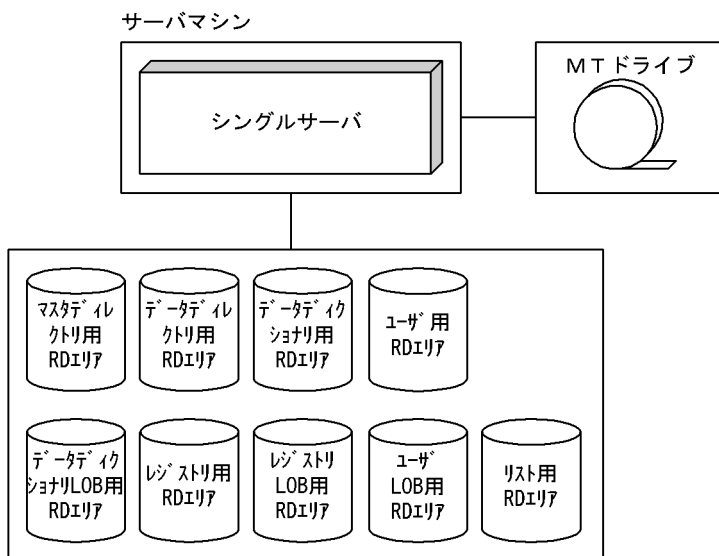 サーバマシン
シングルサーバ
ＭＴドライブ
ﾏｽﾀﾃﾞｨﾚ
ｸﾄﾘ用
RDｴﾘｱ
ﾃﾞｰﾀﾃﾞｨﾚ
ｸﾄﾘ用
RDｴﾘｱ
ﾃﾞｰﾀﾃﾞｨｸ
ｼｮﾅﾘ用
RDｴﾘｱ
ﾕｰｻﾞ用
RDｴﾘｱ
ﾃﾞｰﾀﾃﾞｨｸ
ｼｮﾅﾘLOB用
RDｴﾘｱ
ﾚｼﾞｽﾄﾘ用
RDｴﾘｱ
ﾚｼﾞｽﾄﾘ
LOB用
RDｴﾘｱ
ﾕｰｻﾞ
LOB用
RDｴﾘｱ
ﾘｽﾄ用
RDｴﾘｱ